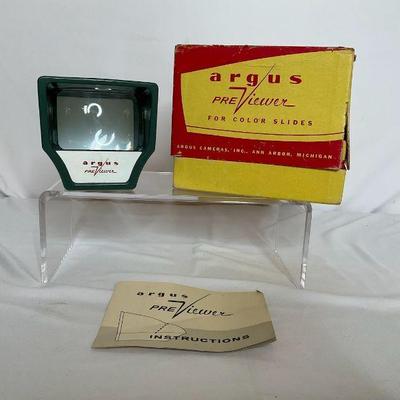 argus
PREViewer
argus
PREViewer
FOR COLOR SLIDES
ARGUS CAMERAS, INC., ANN ARBOR, MICHIGAN
argus
PREViewer
INSTRUCTIONS